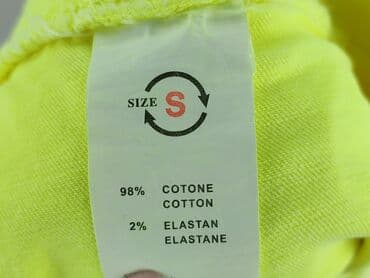 SIZE S
98% COTONE
COTTON
2% ELASTAN
ELASTANE